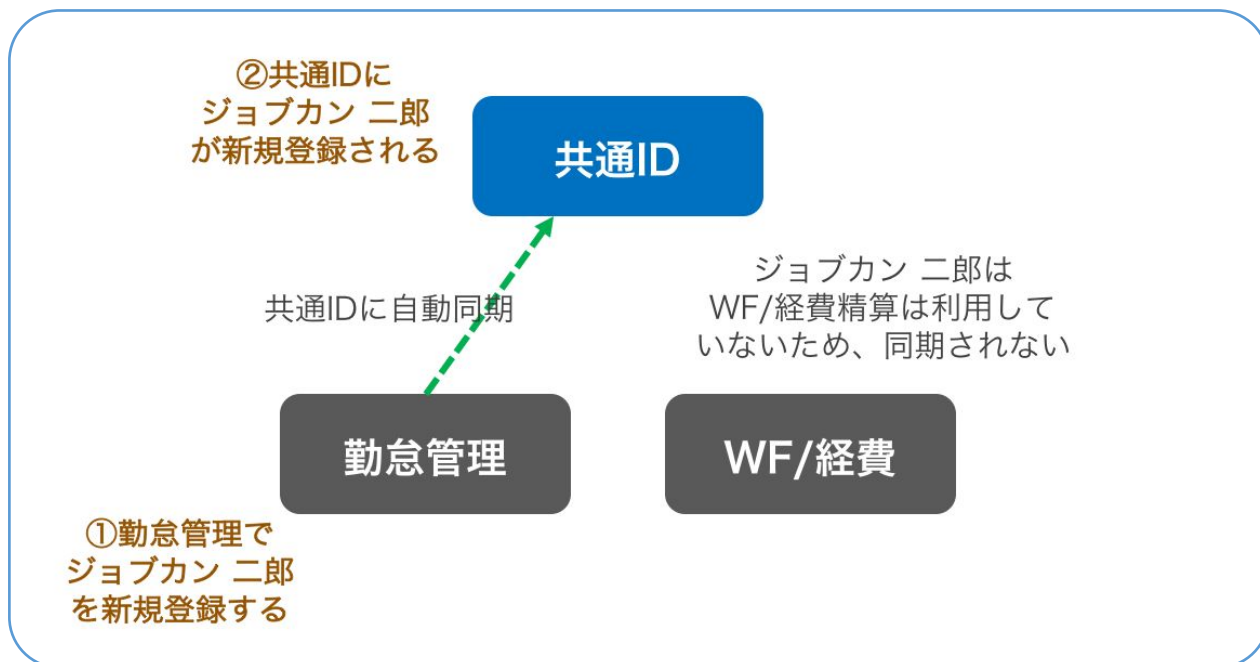 ②共通IDに
ジョブカン 二郎
が新規登録される
共通ID
共通IDに自動同期
ジョブカン 二郎は
WF/経費精算は利用して
いないため、同期されない
勤怠管理
WF/経費
①勤怠管理で
ジョブカン 二郎
を新規登録する